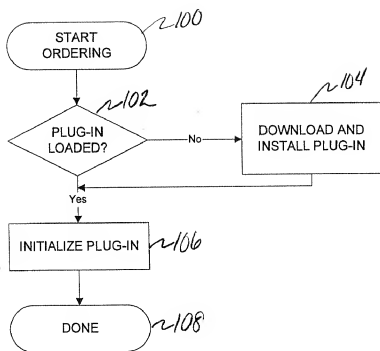 START
ORDERING
100
PLUG-IN
LOADED?
102
No
104
DOWNLOAD AND
INSTALL PLUG-IN
Yes
INITIALIZE PLUG-IN
106
DONE
108